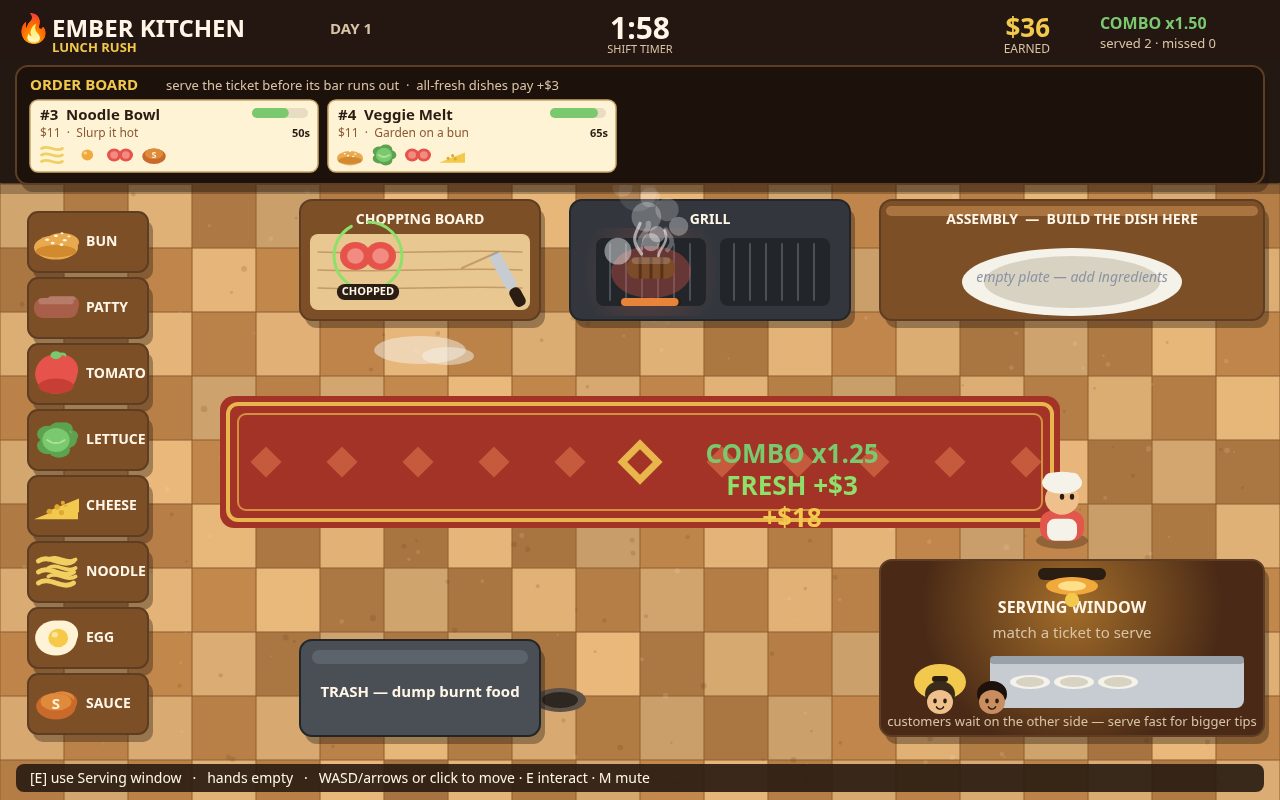 EMBER KITCHEN
LUNCH RUSH
DAY 1
1:58
SHIFT TIMER
$36
EARNED
COMBO x1.50
served 2 · missed 0
ORDER BOARD
serve the ticket before its bar runs out · all-fresh dishes pay +$3
#3 Noodle Bowl
$11 · Slurp it hot
50s
S
#4 Veggie Melt
$11 · Garden on a bun
65s
BUN
PATTY
TOMATO
LETTUCE
CHEESE
NOODLE
EGG
S
SAUCE
CHOPPING BOARD
CHOPPED
GRILL
ASSEMBLY — BUILD THE DISH HERE
empty plate — add ingredients
COMBO x1.25
FRESH +$3
+$18
TRASH — dump burnt food
SERVING WINDOW
match a ticket to serve
customers wait on the other side — serve fast for bigger tips
[E] use Serving window · hands empty · WASD/arrows or click to move · E interact · M mute